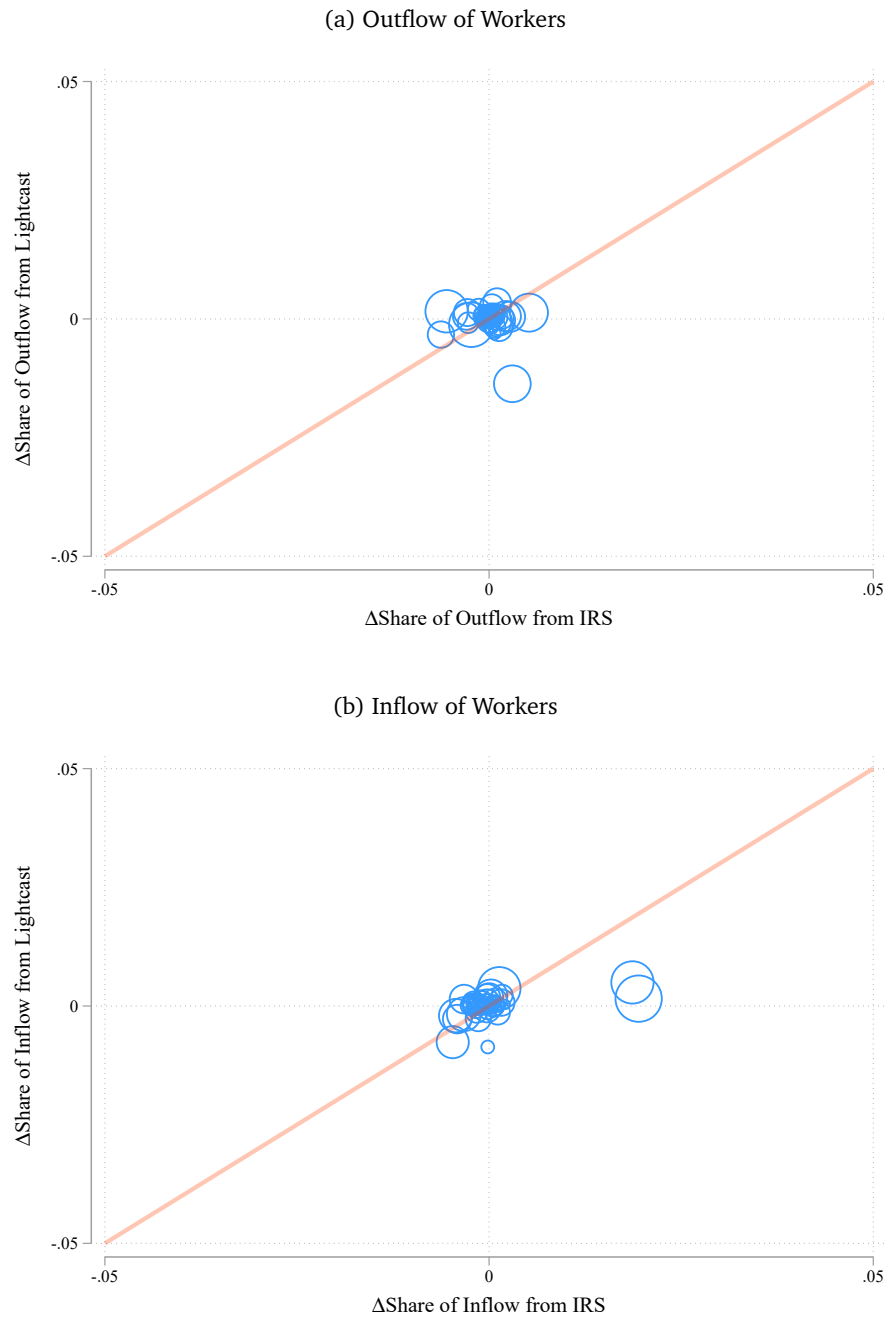 (a) Outflow of Workers
.05
0
-.05
ΔShare of Outflow from Lightcast
-.05
0
.05
ΔShare of Outflow from IRS
(b) Inflow of Workers
.05
0
-.05
ΔShare of Inflow from Lightcast
-.05
0
.05
ΔShare of Inflow from IRS